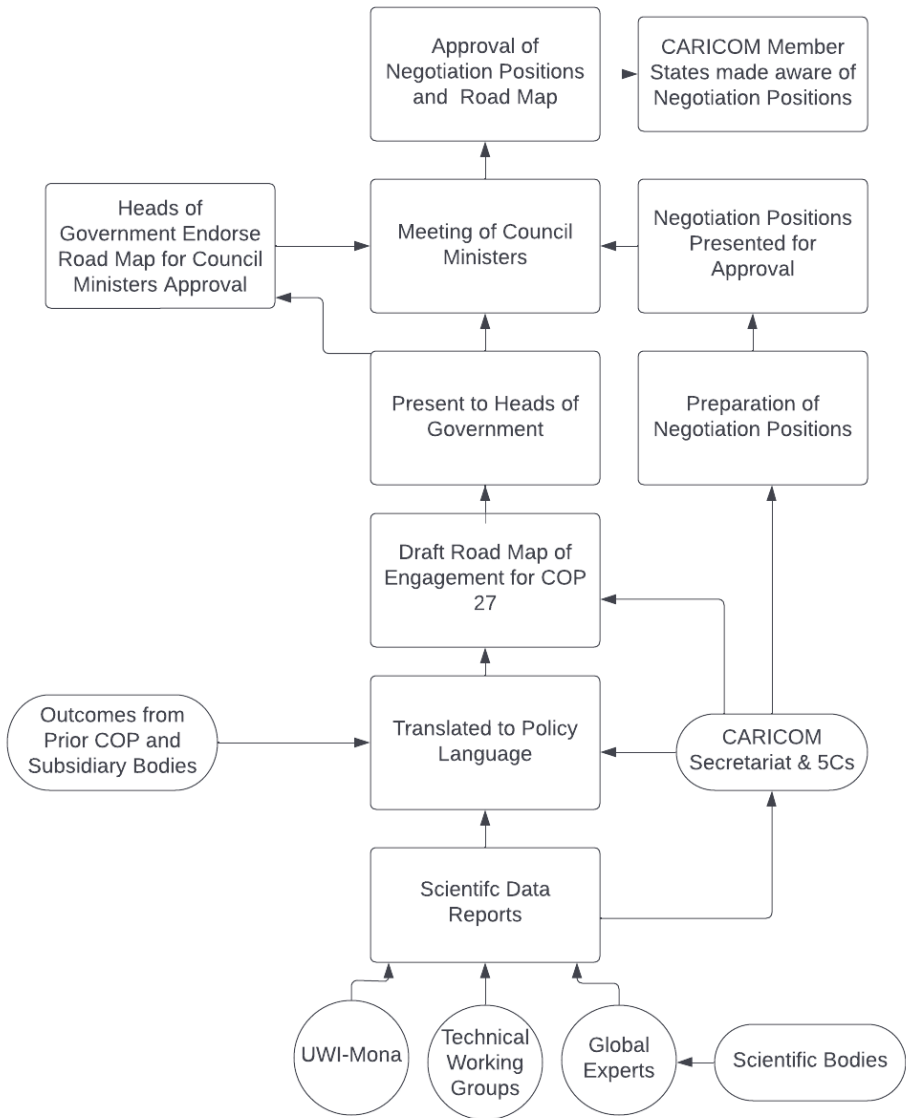 Approval of
Negotiation Positions
and Road Map
CARICOM Member
States made aware of
Negotiation Positions
Heads of
Government Endorse
Road Map for Council
Ministers Approval
Meeting of Council
Ministers
Negotiation Positions
Presented for
Approval
Present to Heads of
Government
Preparation of
Negotiation Positions
Draft Road Map of
Engagement for COP
27
Outcomes from
Prior COP and
Subsidiary Bodies
Translated to Policy
Language
CARICOM
Secretariat & 5Cs
Scientifc Data
Reports
UWI-Mona
Technical
Working
Groups
Global
Experts
Scientific Bodies